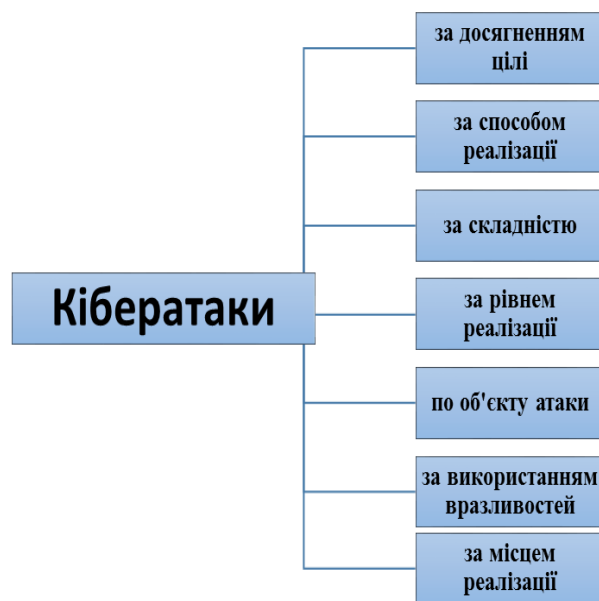 за досягненням
цілі
за способом
реалізації
за складністю
Кібератаки
за рівнем
реалізації
по об'єкту атаки
за використанням
вразливостей
за місцем
реалізації